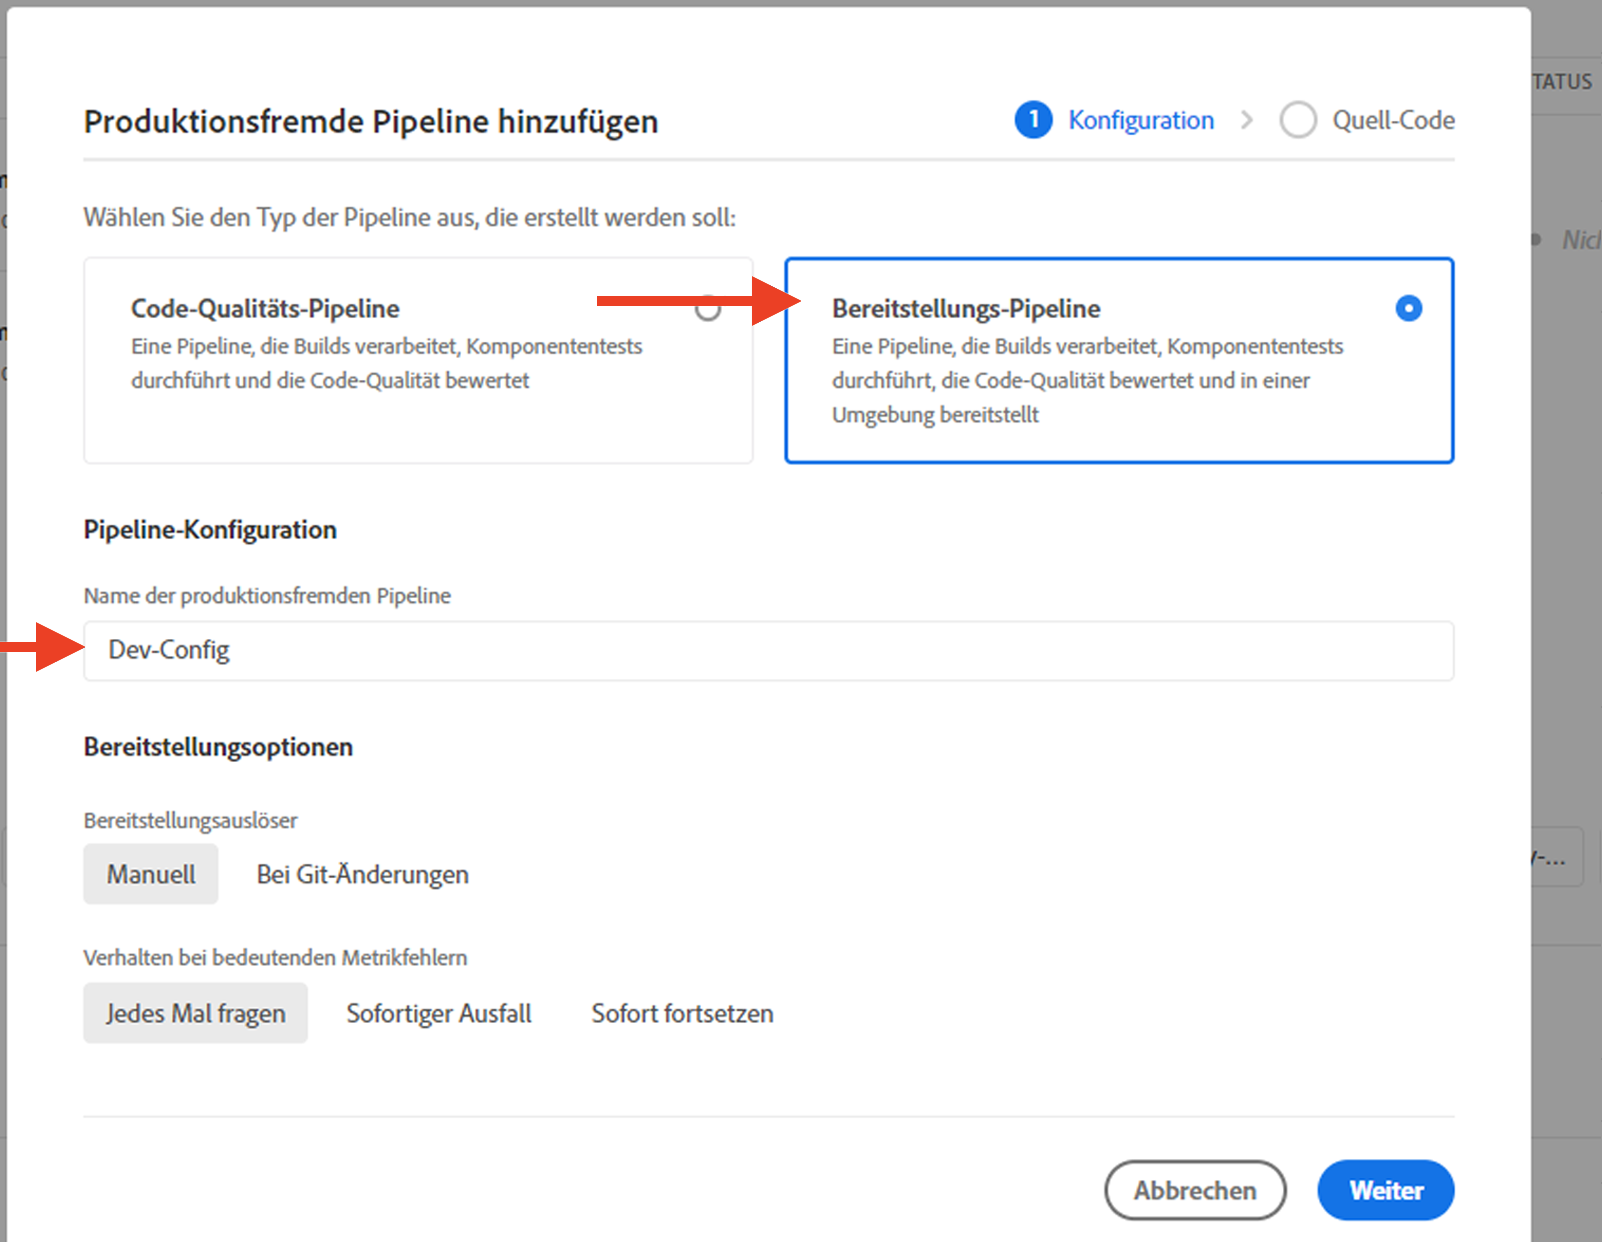 Produktionsfremde Pipeline hinzufügen
1 Konfiguration > Quell-Code
Wählen Sie den Typ der Pipeline aus, die erstellt werden soll:
Code-Qualitäts-Pipeline
Eine Pipeline, die Builds verarbeitet, Komponententests
durchführt und die Code-Qualität bewertet
Bereitstellungs-Pipeline
Eine Pipeline, die Builds verarbeitet, Komponententests
durchführt, die Code-Qualität bewertet und in einer
Umgebung bereitstellt
Pipeline-Konfiguration
Name der produktionsfremden Pipeline
Dev-Config
Bereitstellungsoptionen
Bereitstellungsauslöser
Manuell Bei Git-Änderungen
Verhalten bei bedeutenden Metrikfehlern
Jedes Mal fragen Sofortiger Ausfall Sofort fortsetzen
Abbrechen Weiter
TATUS